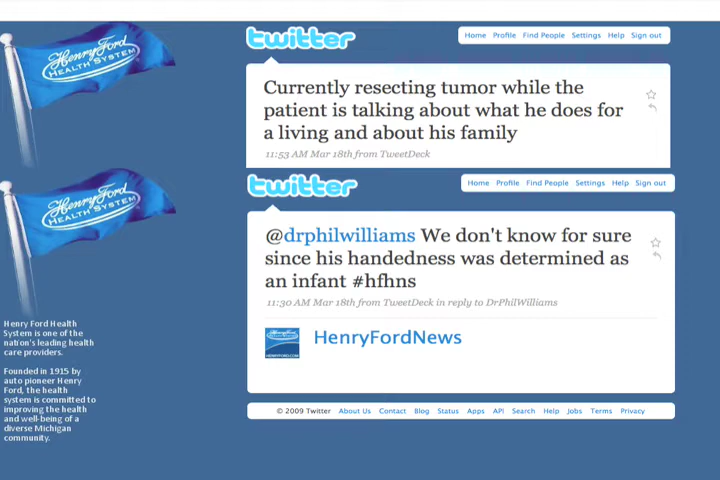 Henry Ford
HEALTH SYSTEM
twitter
Home Profile Find People Settings Help Sign out
Currently resecting tumor while the
patient is talking about what he does for
a living and about his family
11:53 AM Mar 18th from TweetDeck
Henry Ford
HEALTH SYSTEM
twitter
Home Profile Find People Settings Help Sign out
@drphilwilliams We don't know for sure
since his handedness was determined as
an infant #hfhns
11:30 AM Mar 18th from TweetDeck in reply to DrPhilWilliams
HenryFordNews
Henry Ford Health
System is one of the
nation's leading health
care providers.
Founded in 1915 by
auto pioneer Henry
Ford, the health
system is committed to
improving the health
and well-being of a
diverse Michigan
community.
© 2009 Twitter About Us Contact Blog Status Apps API Search Help Jobs Terms Privacy